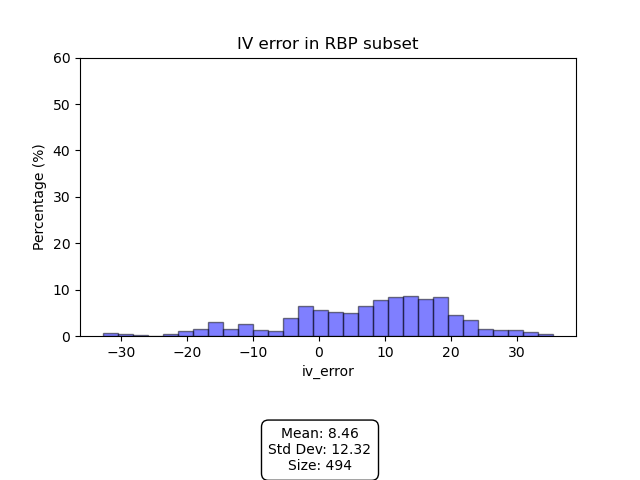 IV error in RBP subset
60
50
40
30
20
10
0
Percentage (%)
−30
−20
−10
0
10
20
30
iv_error
Mean: 8.46
Std Dev: 12.32
Size: 494